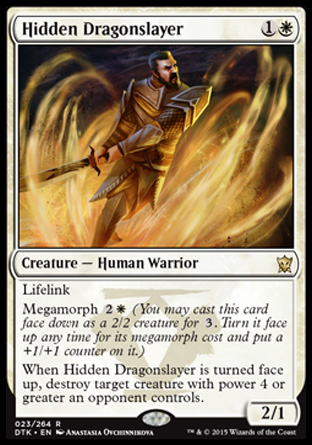 Hidden Dragonslayer 1
Creature — Human Warrior
Lifelink
Megamorph 2 (You may cast this card
face down as a 2/2 creature for 3. Turn it face
up any time for its megamorph cost and put a
+1/+1 counter on it.)
When Hidden Dragonslayer is turned face
up, destroy target creature with power 4 or
greater an opponent controls.
2/1
023/264 R
DTK • EN Anastasia Ovchinnikova
™ & © 2015 Wizards of the Coast